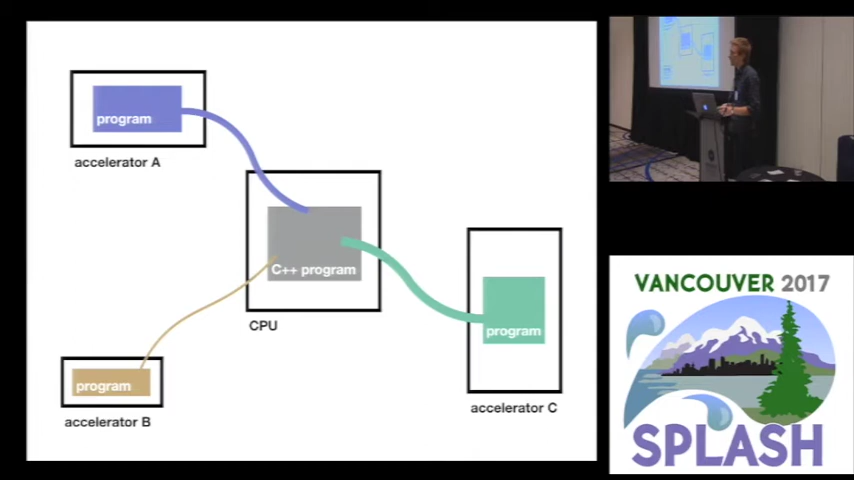 program
accelerator A
C++ program
CPU
program
accelerator C
program
accelerator B
VANCOUVER 2017
SPLASH